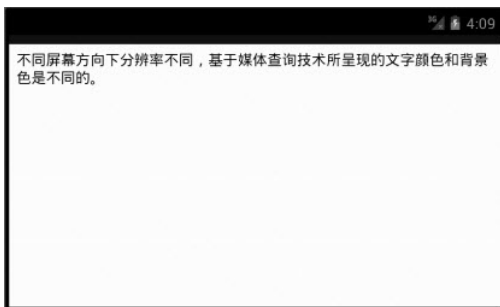 3G 4:09
不同屏幕方向下分辨率不同，基于媒体查询技术所呈现的文字颜色和背景
色是不同的。